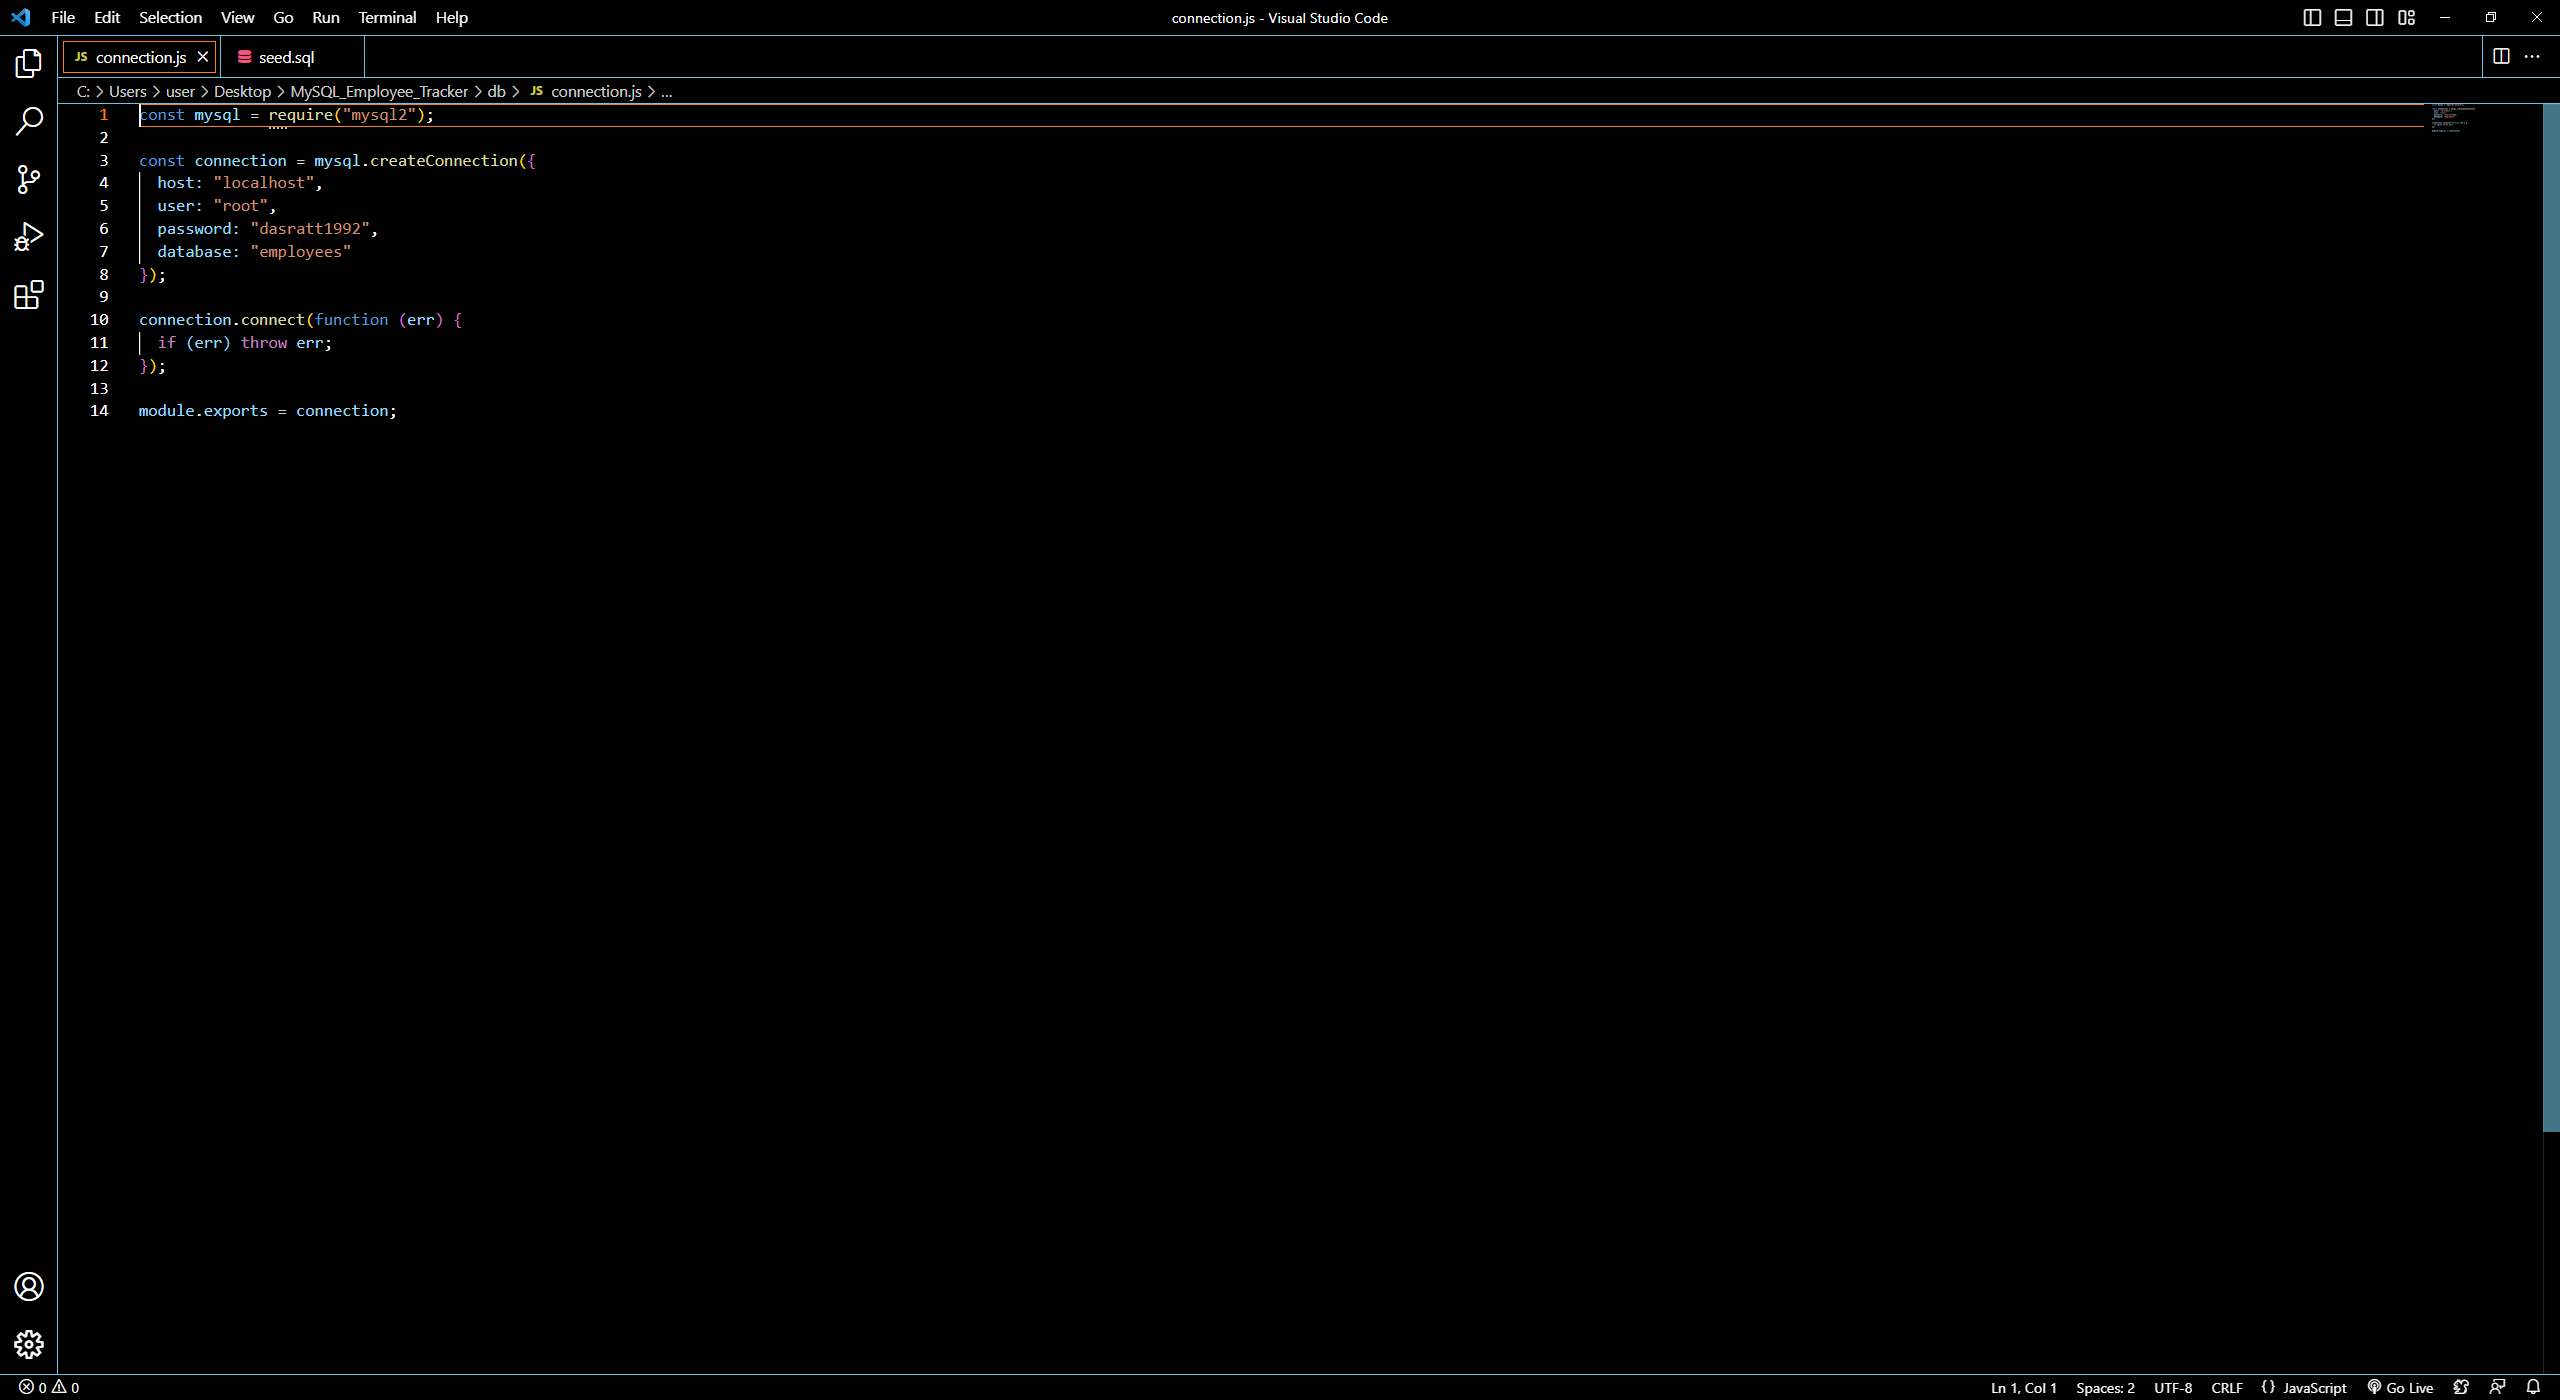 File Edit Selection View Go Run Terminal Help
connection.js - Visual Studio Code
JS connection.js
seed.sql
C: > Users > user > Desktop > MySQL_Employee_Tracker > db > JS connection.js > ...
1 const mysql = require("mysql2");
2
3 const connection = mysql.createConnection({
4 host: "localhost",
5 user: "root",
6 password: "dasratt1992",
7 database: "employees"
8 });
9
10 connection.connect(function (err) {
11 if (err) throw err;
12 });
13
14 module.exports = connection;
0 0
Ln 1, Col 1 Spaces: 2 UTF-8 CRLF {} JavaScript Go Live